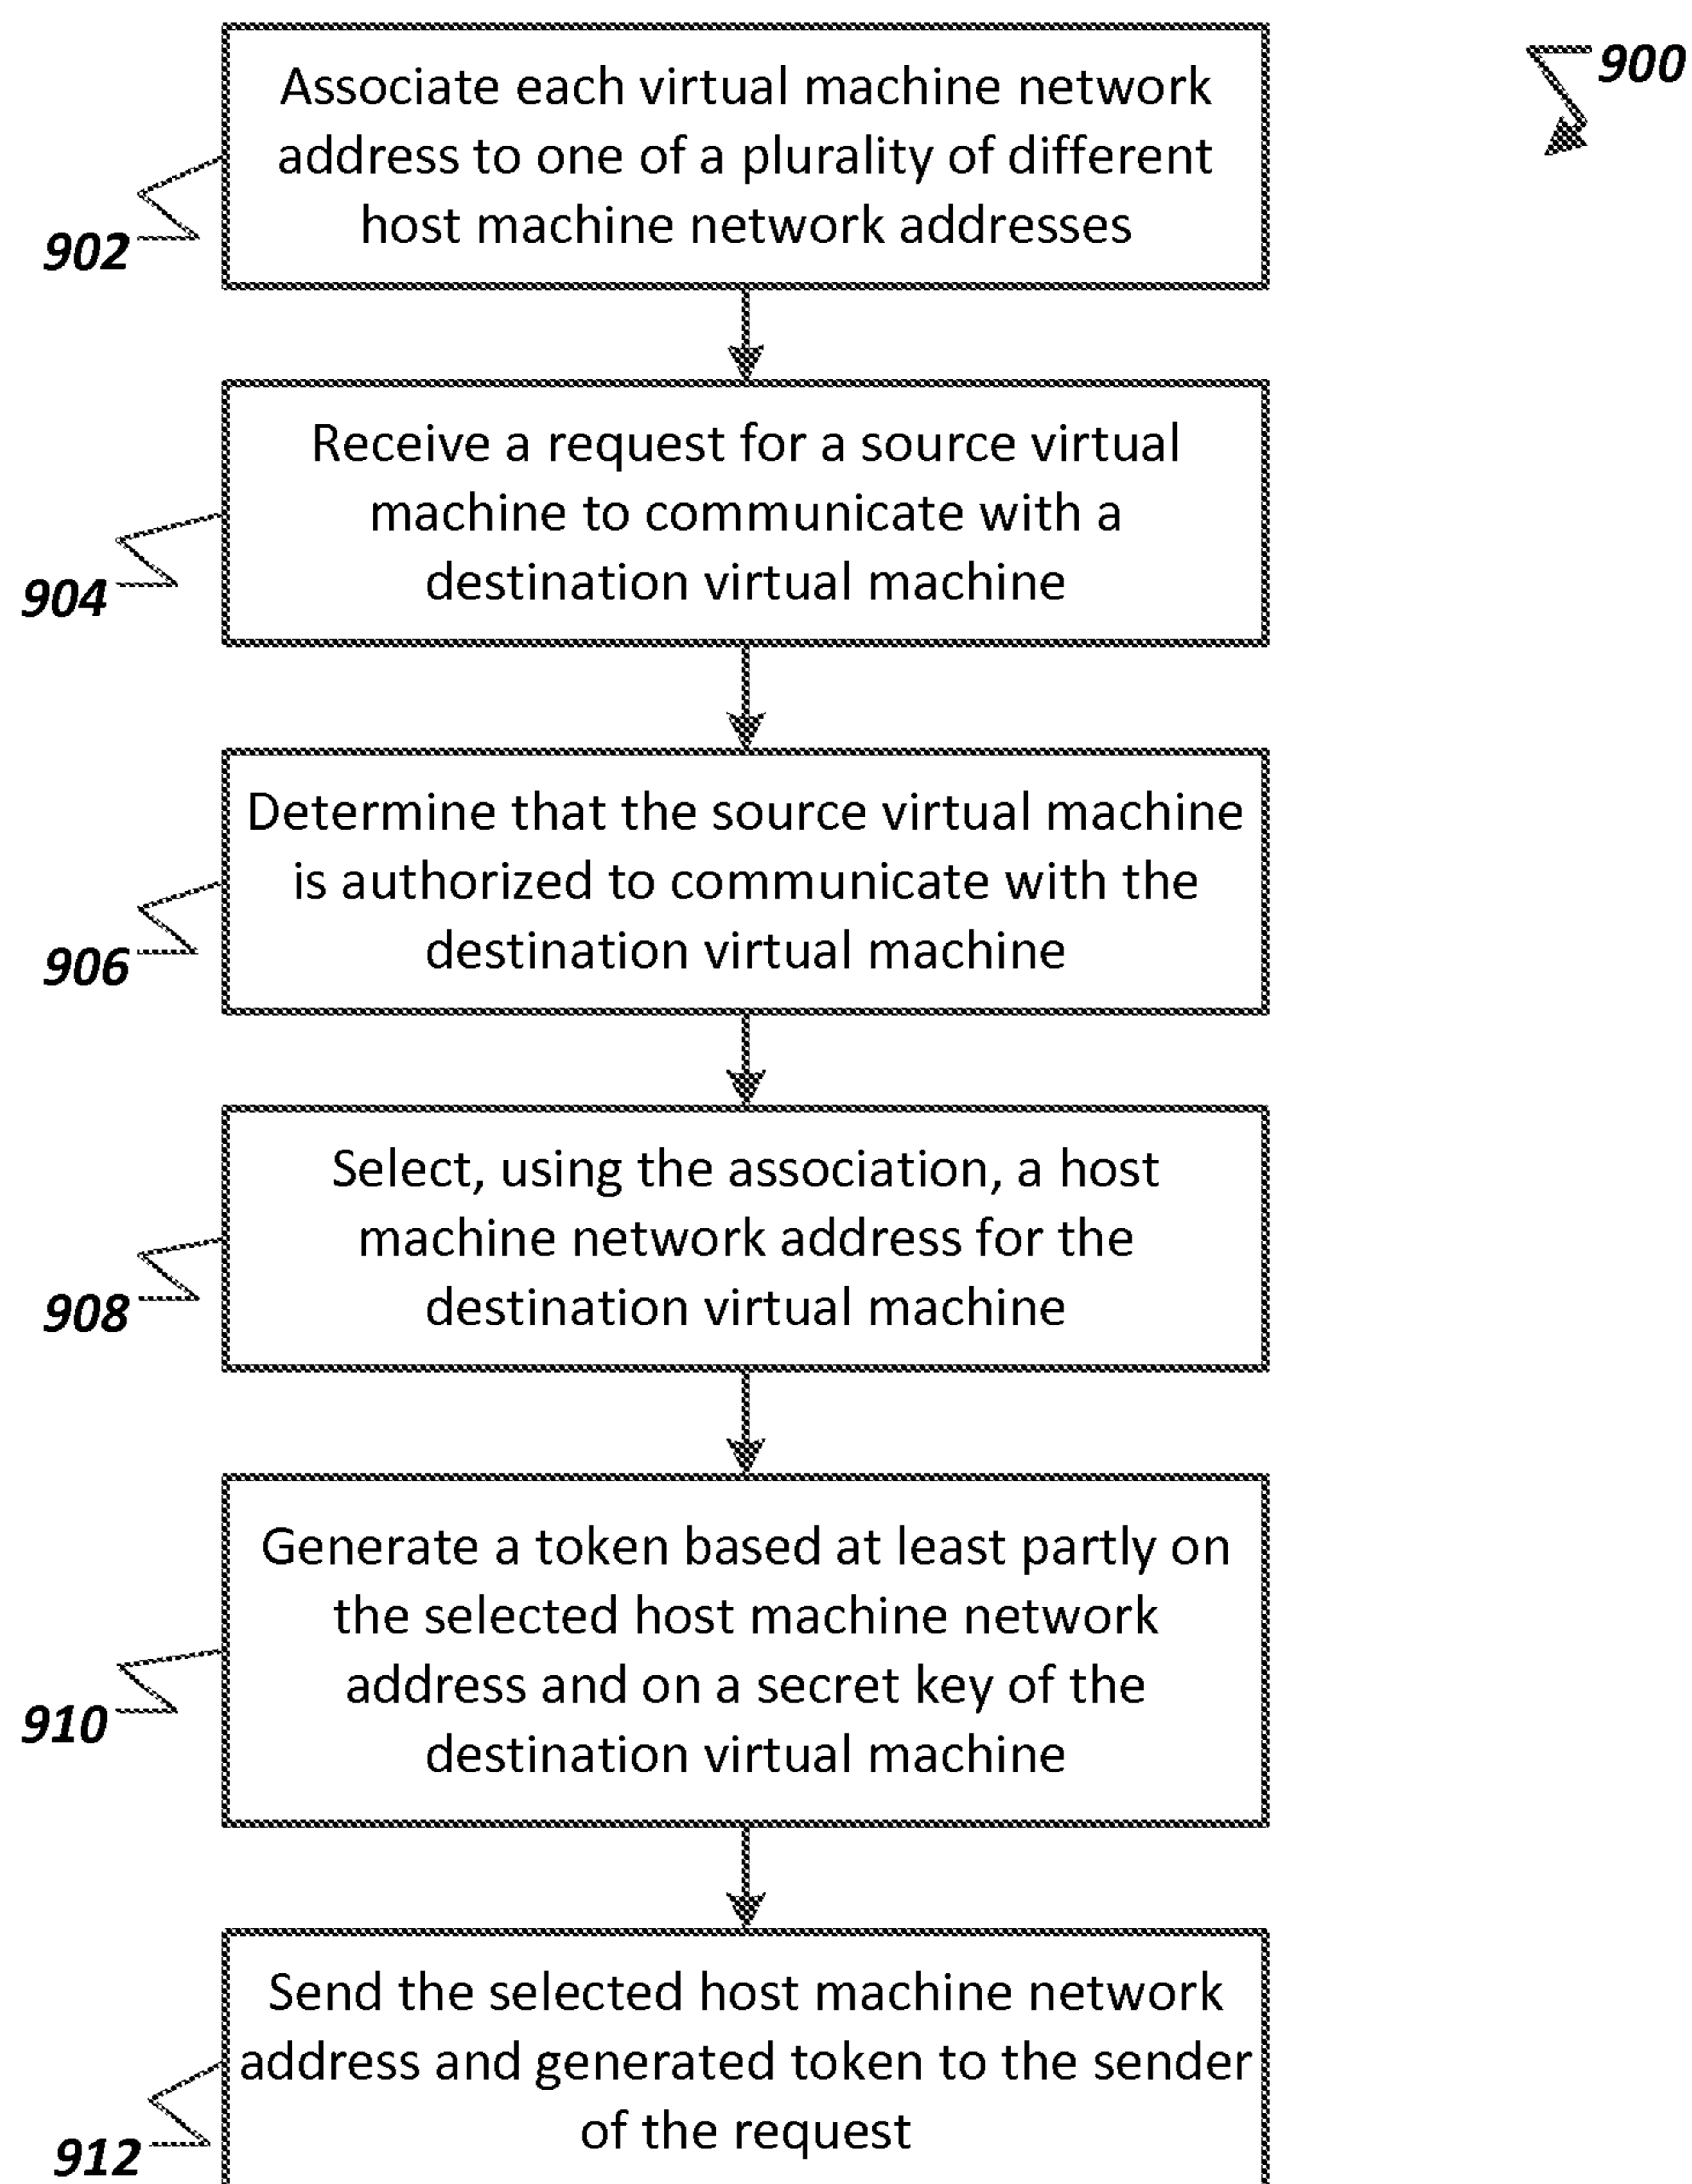 900
Associate each virtual machine network
address to one of a plurality of different
host machine network addresses
902
Receive a request for a source virtual
machine to communicate with a
destination virtual machine
904
Determine that the source virtual machine
is authorized to communicate with the
destination virtual machine
906
Select, using the association, a host
machine network address for the
destination virtual machine
908
Generate a token based at least partly on
the selected host machine network
address and on a secret key of the
destination virtual machine
910
Send the selected host machine network
address and generated token to the sender
of the request
912